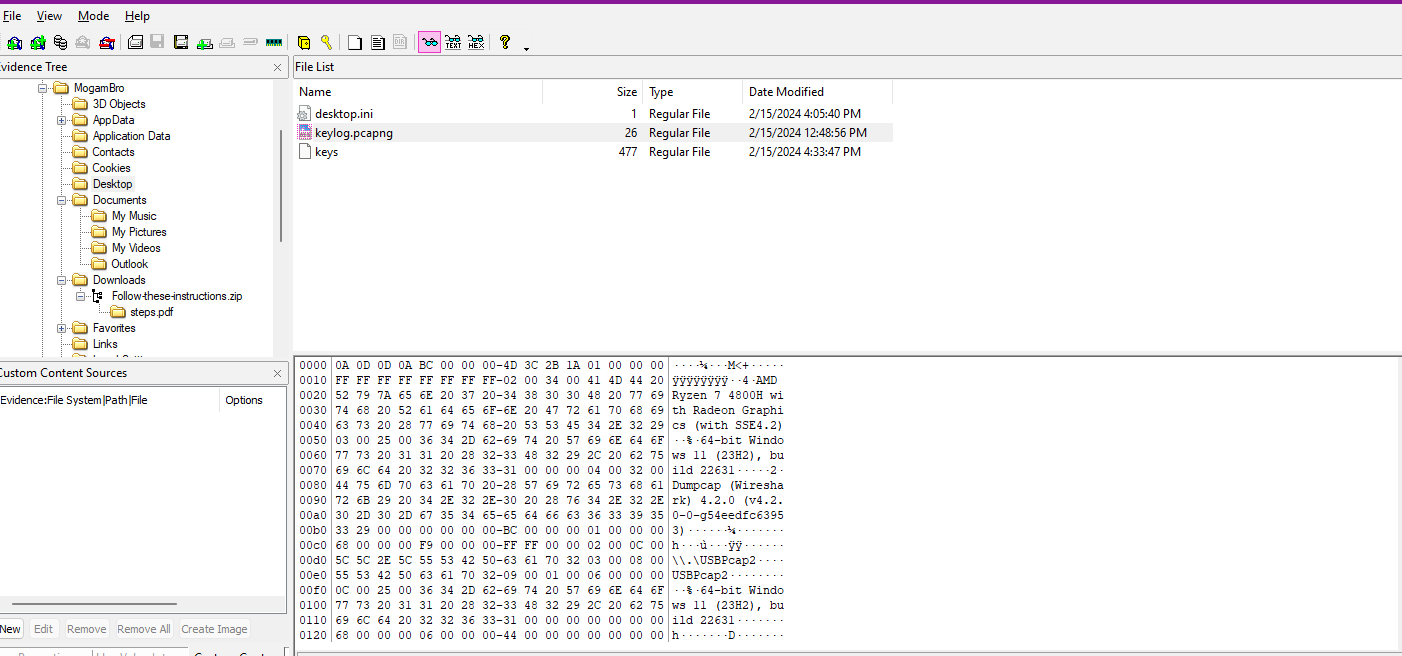 File View Mode Help
TEXT HEX
Evidence Tree
MogamBro
3D Objects
AppData
Application Data
Contacts
Cookies
Desktop
Documents
My Music
My Pictures
My Videos
Outlook
Downloads
Follow-these-instructions.zip
steps.pdf
Favorites
Links
File List
Name Size Type Date Modified
desktop.ini 1 Regular File 2/15/2024 4:05:40 PM
keylog.pcapng 26 Regular File 2/15/2024 12:48:56 PM
keys 477 Regular File 2/15/2024 4:33:47 PM
Custom Content Sources
Evidence:File System|Path|File Options
New Edit Remove Remove All Create Image
0000 0A 0D 0D 0A BC 00 00 00-4D 3C 2B 1A 01 00 00 00 ····¼···M<+·····
0010 FF FF FF FF FF FF FF FF-02 00 34 00 41 4D 44 20 ÿÿÿÿÿÿÿÿ··4·AMD
0020 52 79 7A 65 6E 20 37 20-34 38 30 30 48 20 77 69 Ryzen 7 4800H wi
0030 74 68 20 52 61 64 65 6F-6E 20 47 72 61 70 68 69 th Radeon Graphi
0040 63 73 20 28 77 69 74 68-20 53 53 45 34 2E 32 29 cs (with SSE4.2)
0050 03 00 25 00 36 34 2D 62-69 74 20 57 69 6E 64 6F ··%·64-bit Windo
0060 77 73 20 31 31 20 28 32-33 48 32 29 2C 20 62 75 ws 11 (23H2), bu
0070 69 6C 64 20 32 32 36 33-31 00 00 00 04 00 32 00 ild 22631·····2·
0080 44 75 6D 70 63 61 70 20-28 57 69 72 65 73 68 61 Dumpcap (Wiresha
0090 72 6B 29 20 34 2E 32 2E-30 20 28 76 34 2E 32 2E rk) 4.2.0 (v4.2.
00a0 30 2D 30 2D 67 35 34 65-65 64 66 63 36 33 39 35 0-0-g54eedfc6395
00b0 33 29 00 00 00 00 00 00-BC 00 00 00 01 00 00 00 3)······¼·······
00c0 68 00 00 00 F9 00 00 00-FF FF 00 00 02 00 0C 00 h···ù···ÿÿ······
00d0 5C 5C 2E 5C 55 53 42 50-63 61 70 32 03 00 08 00 \\.\USBPcap2····
00e0 55 53 42 50 63 61 70 32-09 00 01 00 06 00 00 00 USBPcap2········
00f0 0C 00 25 00 36 34 2D 62-69 74 20 57 69 6E 64 6F ··%·64-bit Windo
0100 77 73 20 31 31 20 28 32-33 48 32 29 2C 20 62 75 ws 11 (23H2), bu
0110 69 6C 64 20 32 32 36 33-31 00 00 00 00 00 00 00 ild 22631·······
0120 68 00 00 00 06 00 00 00-44 00 00 00 00 00 00 00 h·······D·······